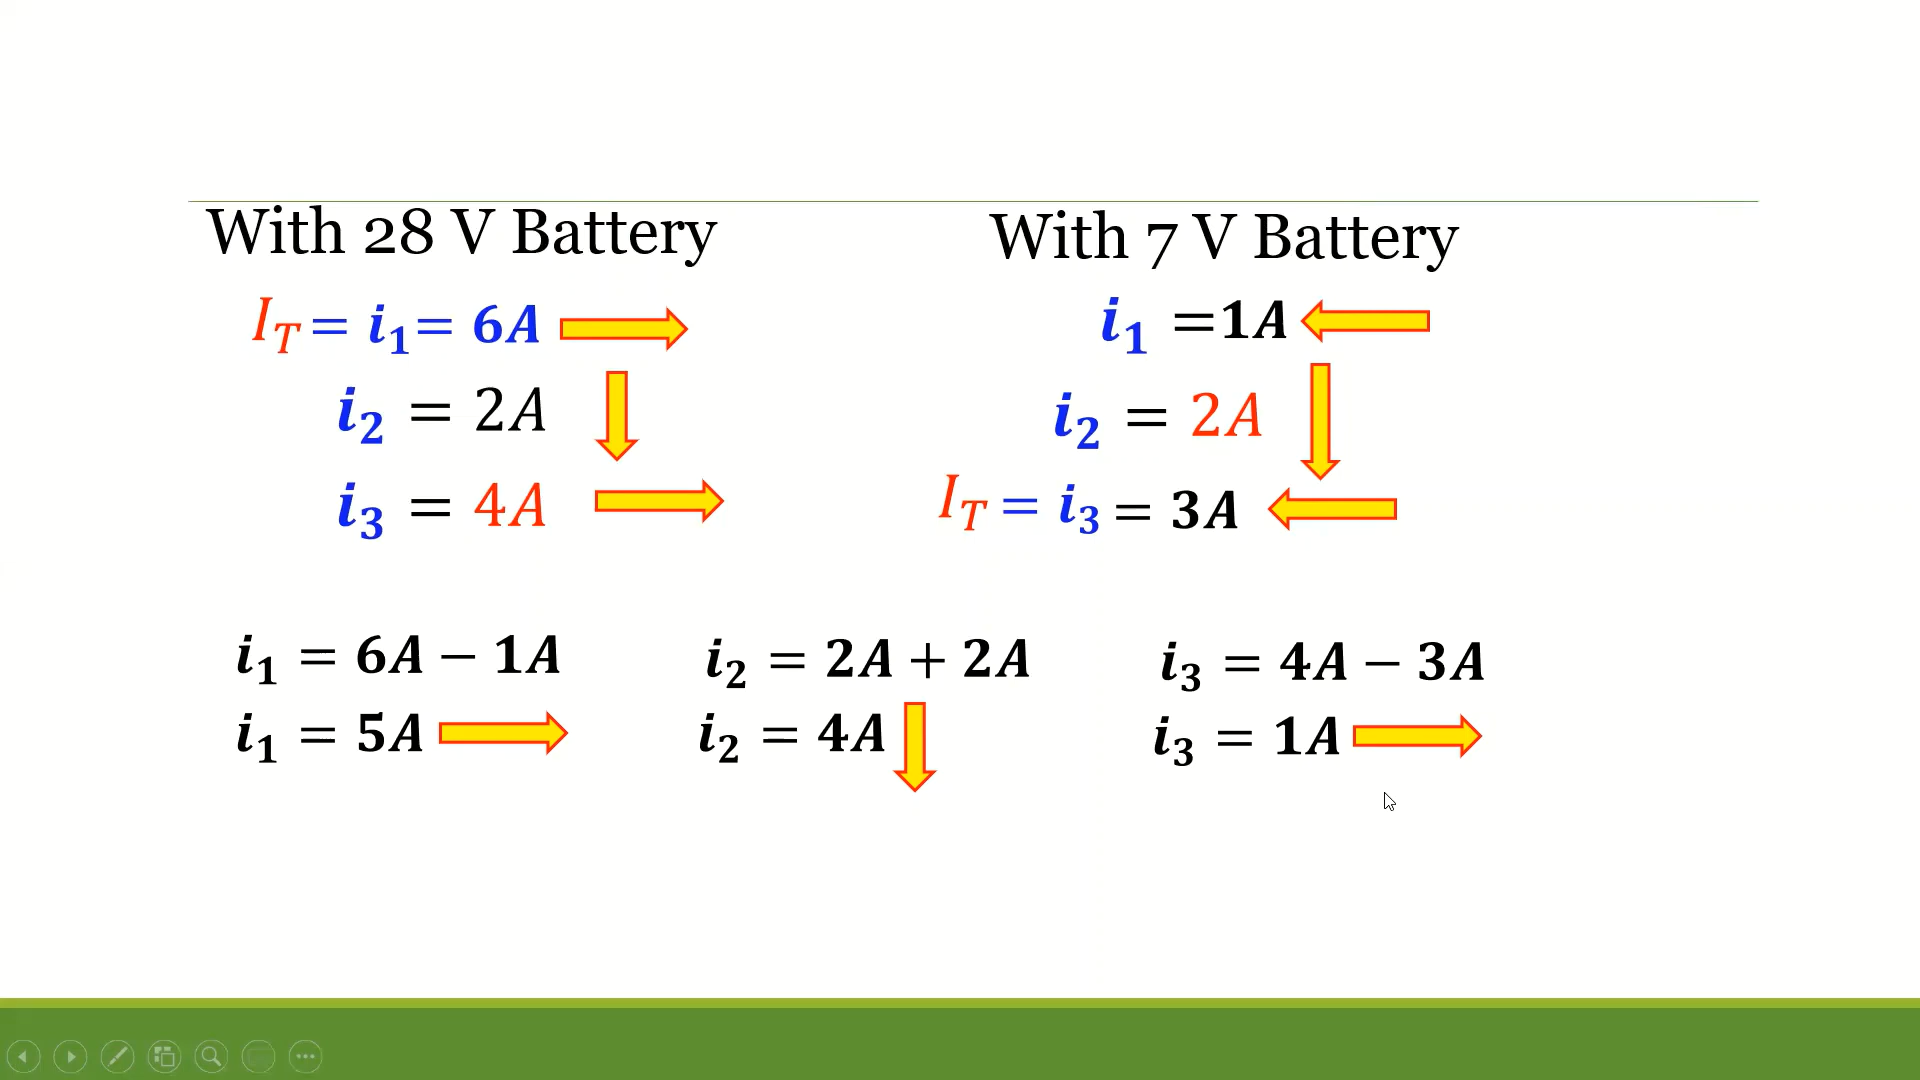 With 28 V Battery
I_T = i_1 = 6A
i_2 = 2A
i_3 = 4A
With 7 V Battery
i_1 =1A
i_2 = 2A
I_T = i_3 = 3A
i_1 = 6A − 1A
i_1 = 5A
i_2 = 2A + 2A
i_2 = 4A
i_3 = 4A − 3A
i_3 = 1A